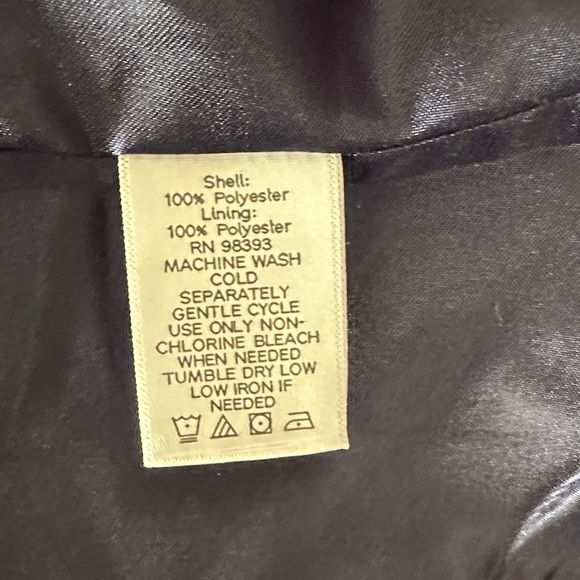 Shell:
100% Polyester
Lining:
100% Polyester
RN 98393
MACHINE WASH
COLD
SEPARATELY
GENTLE CYCLE
USE ONLY NON-
CHLORINE BLEACH
WHEN NEEDED
TUMBLE DRY LOW
LOW IRON IF
NEEDED